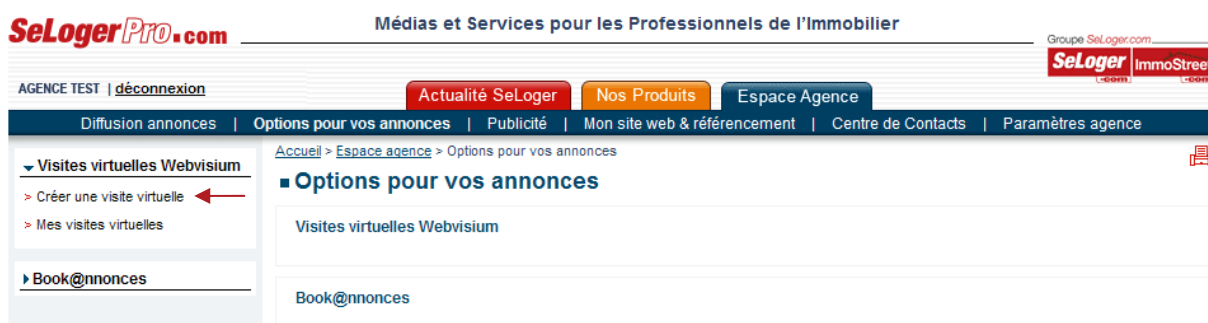 SeLogerPro.com
Médias et Services pour les Professionnels de l'Immobilier
Groupe SeLoger.com
SeLoger .com ImmoStree .com
AGENCE TEST | déconnexion
Actualité SeLoger Nos Produits Espace Agence
Diffusion annonces | Options pour vos annonces | Publicité | Mon site web & référencement | Centre de Contacts | Paramètres agence
Accueil > Espace agence > Options pour vos annonces
Visites virtuelles Webvisium
Options pour vos annonces
> Créer une visite virtuelle
> Mes visites virtuelles
Visites virtuelles Webvisium
Book@nnonces
Book@nnonces